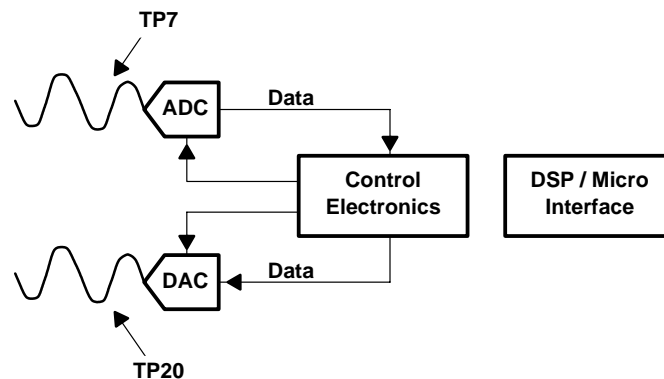 TP7
ADC
Data
Control
Electronics
DSP / Micro
Interface
DAC
Data
TP20